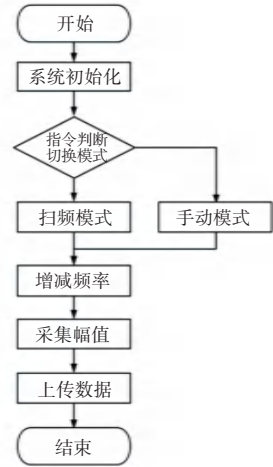 开始
系统初始化
指令判断
切换模式
扫频模式
手动模式
增减频率
采集幅值
上传数据
结束